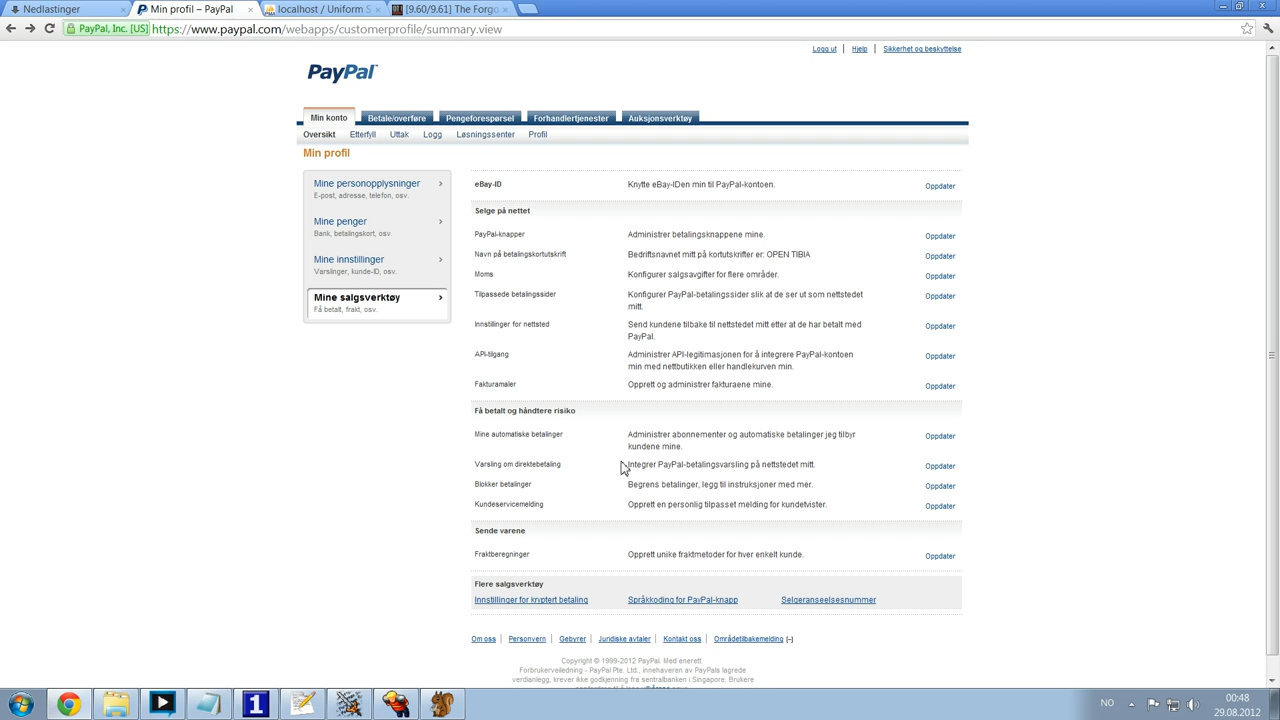 Nedlastinger
Min profil – PayPal
localhost / Uniform S
[9.60/9.61] The Forgo
PayPal, Inc. [US]
https://www.paypal.com/webapps/customerprofile/summary.view
Logg ut
Hjelp
Sikkerhet og beskyttelse
PayPal
Min konto
Betale/overføre
Pengeforespørsel
Forhandlertjenester
Auksjonsverktøy
Oversikt
Etterfyll
Uttak
Logg
Løsningssenter
Profil
Min profil
Mine personopplysninger
E-post, adresse, telefon, osv.
Mine penger
Bank, betalingskort, osv.
Mine innstillinger
Varslinger, kunde-ID, osv.
Mine salgsverktøy
Få betalt, frakt, osv.
eBay-ID
Knytte eBay-IDen min til PayPal-kontoen.
Oppdater
Selge på nettet
PayPal-knapper
Administrer betalingsknappene mine.
Oppdater
Navn på betalingskortutskrift
Bedriftsnavnet mitt på kortutskrifter er: OPEN TIBIA
Oppdater
Moms
Konfigurer salgsavgifter for flere områder.
Oppdater
Tilpassede betalingssider
Konfigurer PayPal-betalingssider slik at de ser ut som nettstedet
mitt.
Oppdater
Innstillinger for nettsted
Send kundene tilbake til nettstedet mitt etter at de har betalt med
PayPal.
Oppdater
API-tilgang
Administrer API-legitimasjonen for å integrere PayPal-kontoen
min med nettbutikken eller handlekurven min.
Oppdater
Fakturamaler
Opprett og administrer fakturaene mine.
Oppdater
Få betalt og håndtere risiko
Mine automatiske betalinger
Administrer abonnementer og automatiske betalinger jeg tilbyr
kundene mine.
Oppdater
Varsling om direktebetaling
Integrer PayPal-betalingsvarsling på nettstedet mitt.
Oppdater
Blokker betalinger
Begrens betalinger, legg til instruksjoner med mer.
Oppdater
Kundeservicemelding
Opprett en personlig tilpasset melding for kundetvister.
Oppdater
Sende varene
Fraktberegninger
Opprett unike fraktmetoder for hver enkelt kunde.
Oppdater
Flere salgsverktøy
Innstillinger for kryptert betaling
Språkkoding for PayPal-knapp
Selgeranseelsesnummer
Om oss
Personvern
Gebyrer
Juridiske avtaler
Kontakt oss
Områdetilbakemelding [–]
Copyright © 1999-2012 PayPal. Med enerett.
Forbrukerveiledning - PayPal Pte. Ltd., innehaveren av PayPals lagrede
verdianlegg, krever ikke godkjenning fra sentralbanken i Singapore. Brukere
1
NO
00:48
29.08.2012